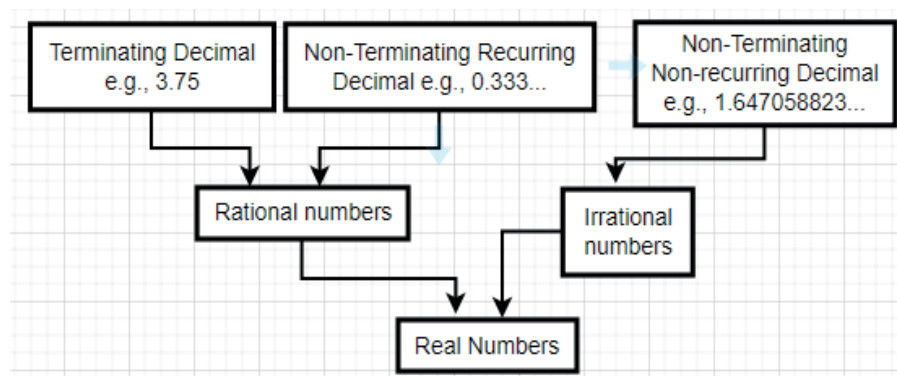 Terminating Decimal
e.g., 3.75
Non-Terminating Recurring
Decimal e.g., 0.333...
Non-Terminating
Non-recurring Decimal
e.g., 1.647058823...
Rational numbers
Irrational
numbers
Real Numbers